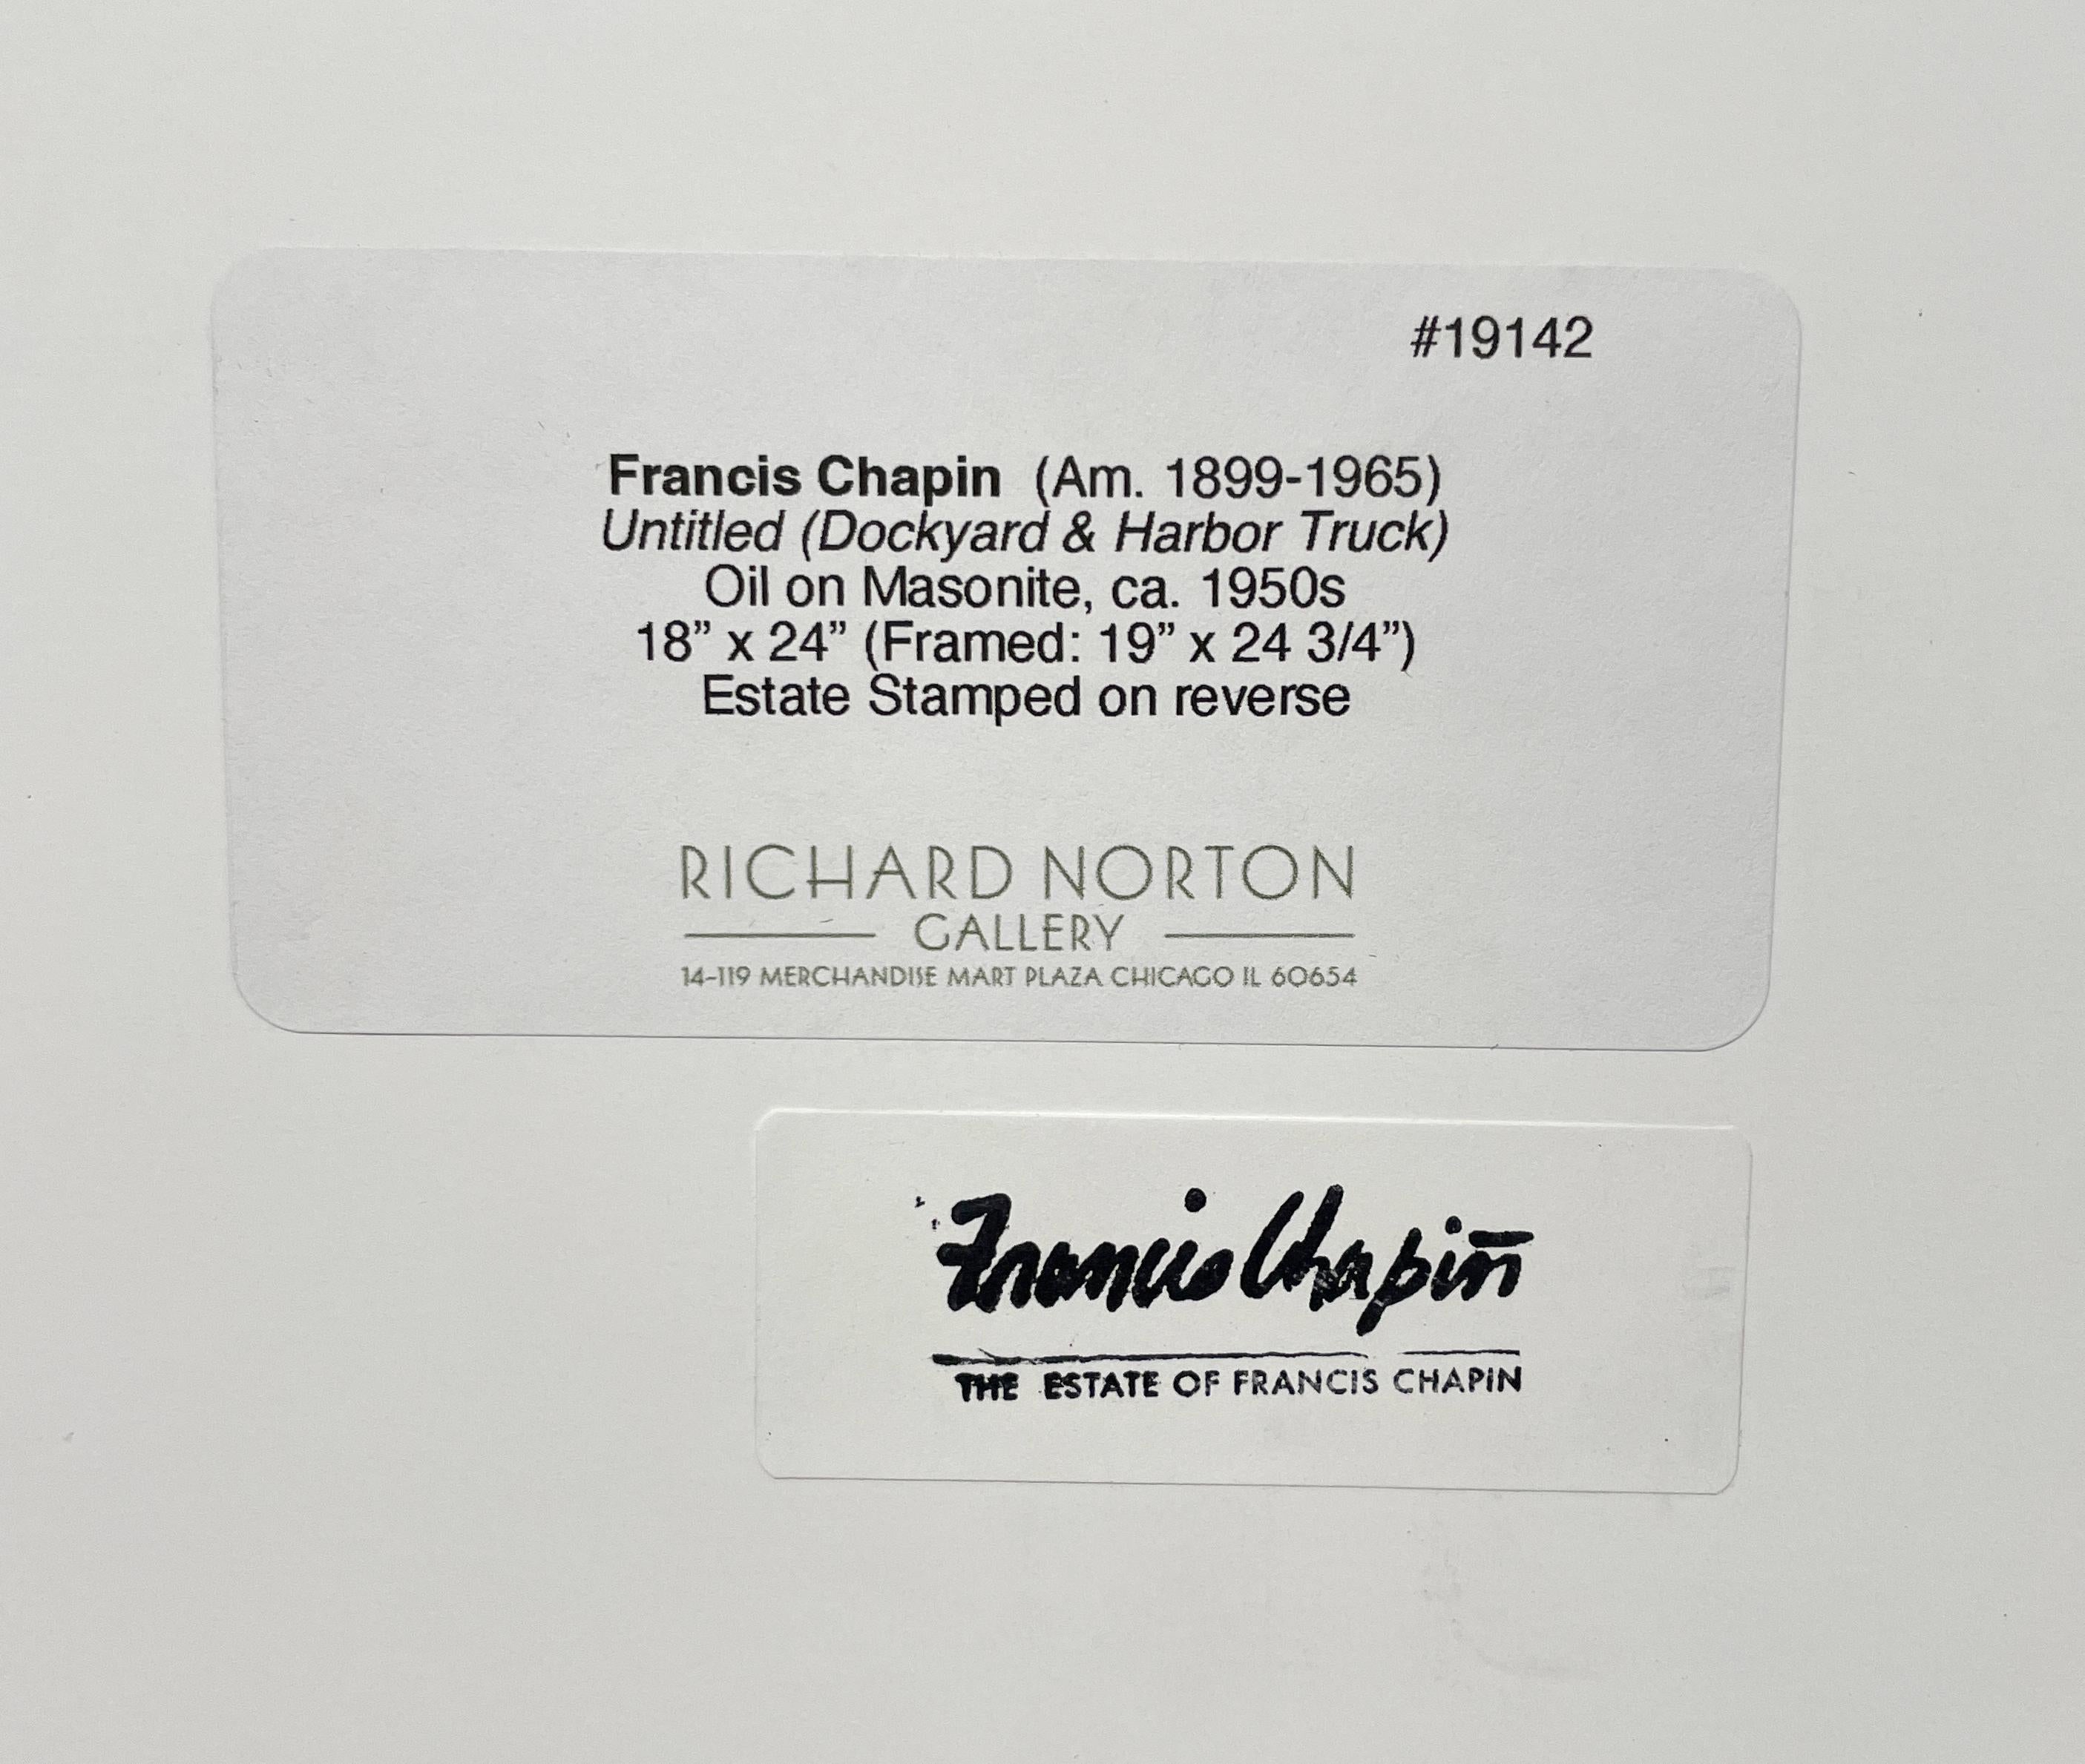 #19142
Francis Chapin (Am. 1899-1965)
Untitled (Dockyard & Harbor Truck)
Oil on Masonite, ca. 1950s
18” x 24” (Framed: 19” x 24 3/4”)
Estate Stamped on reverse
RICHARD NORTON
GALLERY
14-119 MERCHANDISE MART PLAZA CHICAGO IL 60654
Francis Chapin
THE ESTATE OF FRANCIS CHAPIN